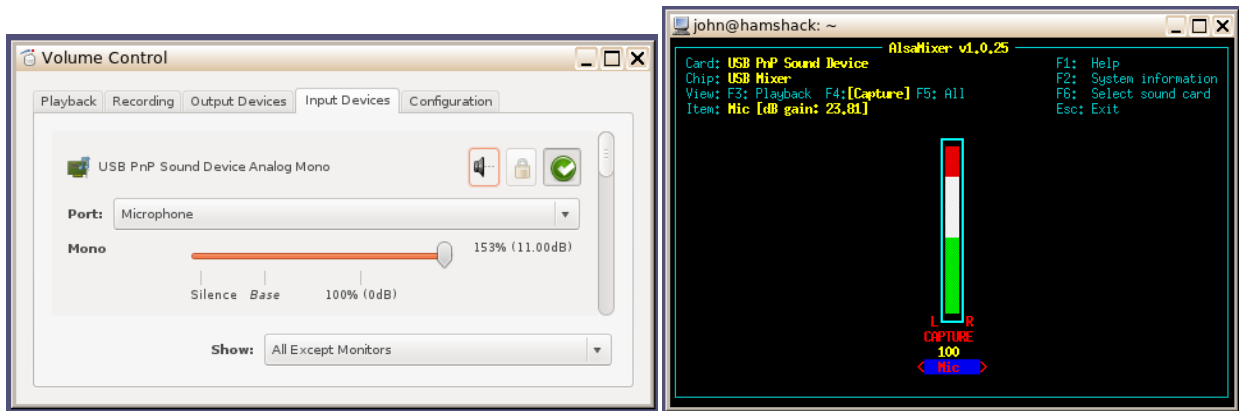 Volume Control
Playback Recording Output Devices Input Devices Configuration
USB PnP Sound Device Analog Mono
Port: Microphone
Mono 153% (11.00dB)
Silence Base 100% (0dB)
Show: All Except Monitors
john@hamshack: ~
AlsaMixer v1.0.25
Card: USB PnP Sound Device F1: Help
Chip: USB Mixer F2: System information
View: F3: Playback F4:[Capture] F5: All F6: Select sound card
Item: Mic [dB gain: 23.81] Esc: Exit
L R
CAPTURE
100
< Mic >